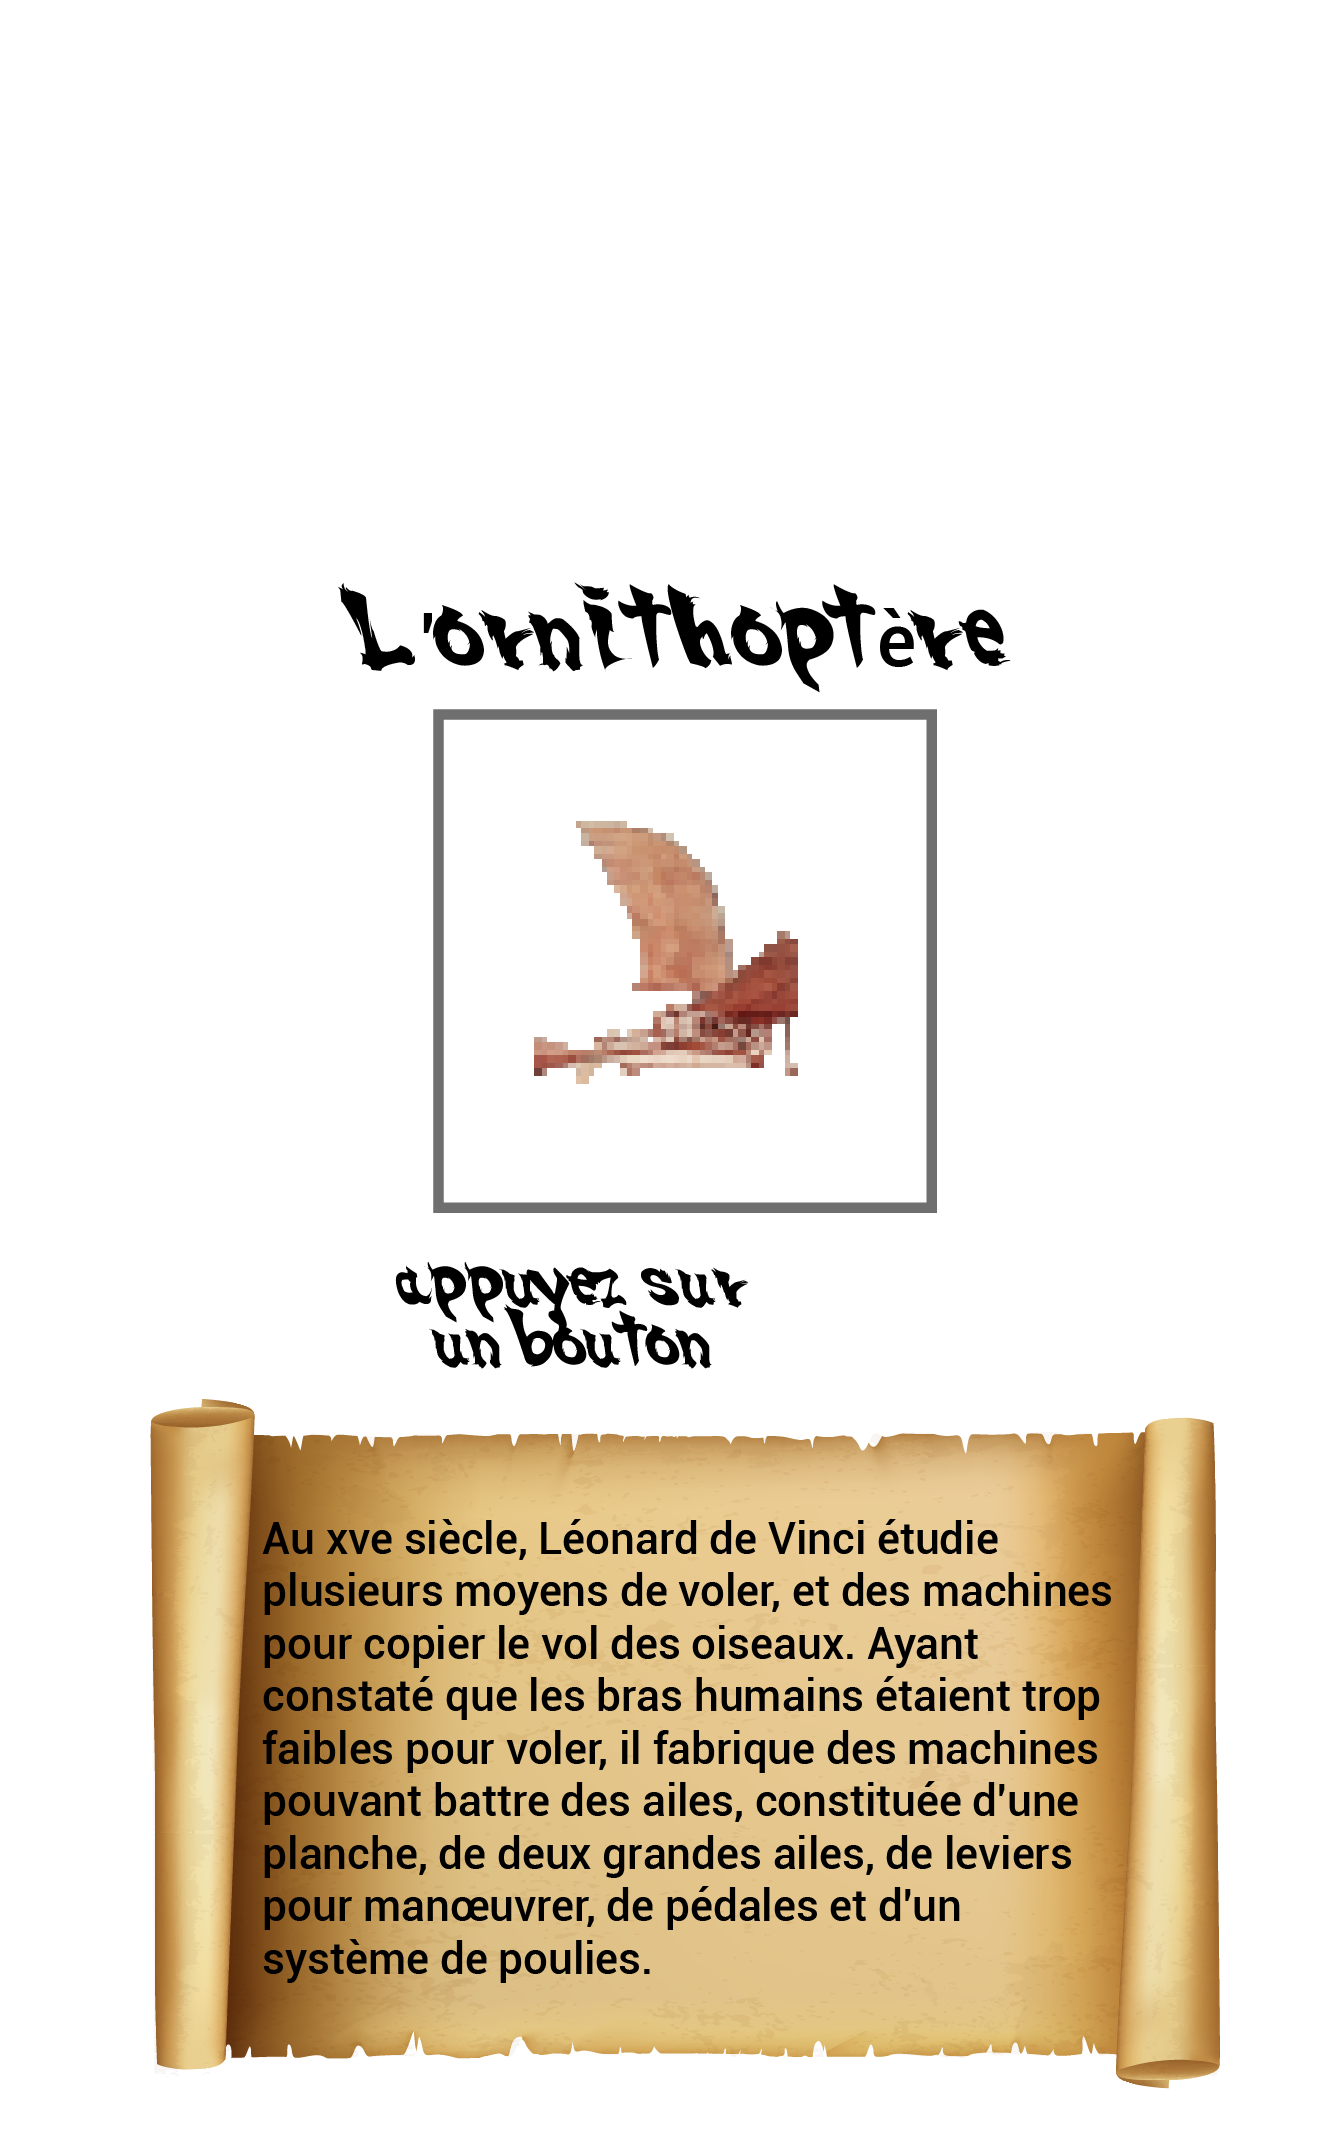 L'ornithoptère
appuyez sur
un bouton
Au xve siècle, Léonard de Vinci étudie
plusieurs moyens de voler, et des machines
pour copier le vol des oiseaux. Ayant
constaté que les bras humains étaient trop
faibles pour voler, il fabrique des machines
pouvant battre des ailes, constituée d'une
planche, de deux grandes ailes, de leviers
pour manœuvrer, de pédales et d'un
système de poulies.